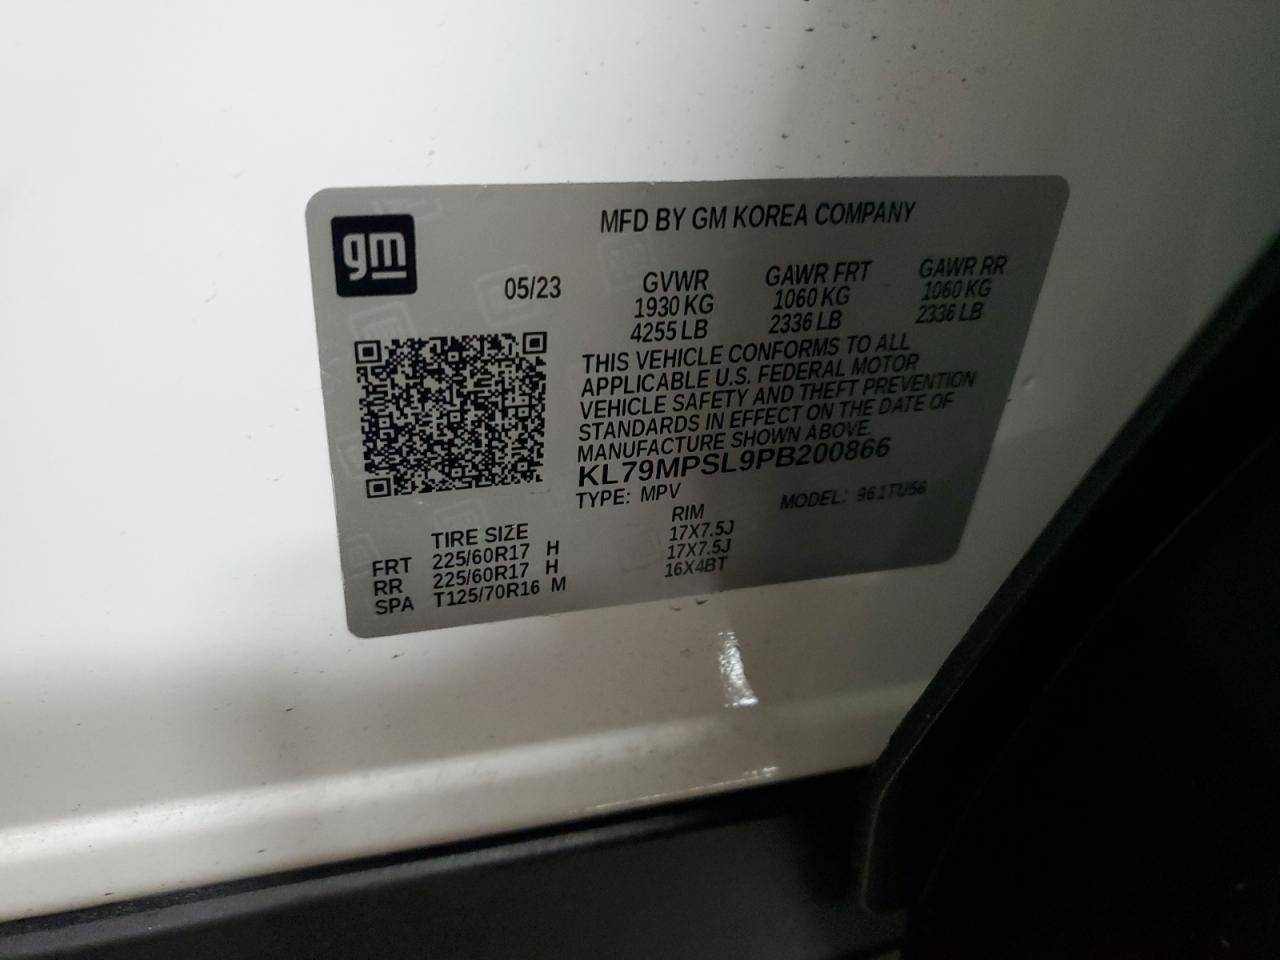 gm
MFD BY GM KOREA COMPANY
05/23
GVWR GAWR FRT GAWR RR
1930 KG 1060 KG 1060 KG
4255 LB 2336 LB 2336 LB
THIS VEHICLE CONFORMS TO ALL
APPLICABLE U.S. FEDERAL MOTOR
VEHICLE SAFETY AND THEFT PREVENTION
STANDARDS IN EFFECT ON THE DATE OF
MANUFACTURE SHOWN ABOVE.
KL79MPSL9PB200866
TYPE: MPV MODEL: 961TU56
TIRE SIZE RIM
FRT 225/60R17 H 17X7.5J
RR 225/60R17 H 17X7.5J
SPA T125/70R16 M 16X4BT